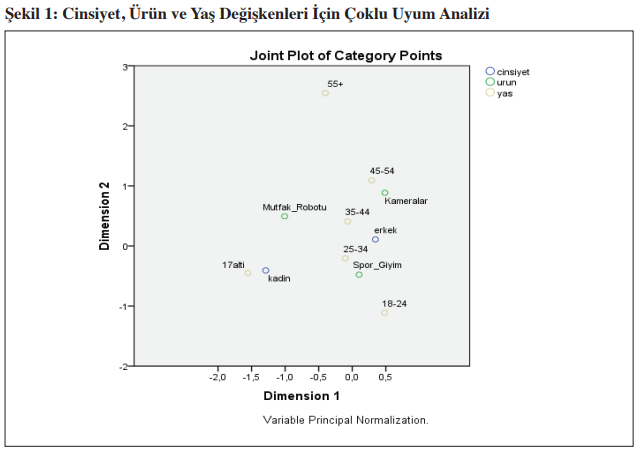 Şekil 1: Cinsiyet, Ürün ve Yaş Değişkenleri İçin Çoklu Uyum Analizi
Joint Plot of Category Points
cinsiyet
urun
yas
3
2
1
0
-1
-2
Dimension 2
55+
45-54
Kameralar
Mutfak_Robotu
35-44
erkek
25-34
17alti
kadin
Spor_Giyim
18-24
-2,0
-1,5
-1,0
-0,5
0,0
0,5
Dimension 1
Variable Principal Normalization.